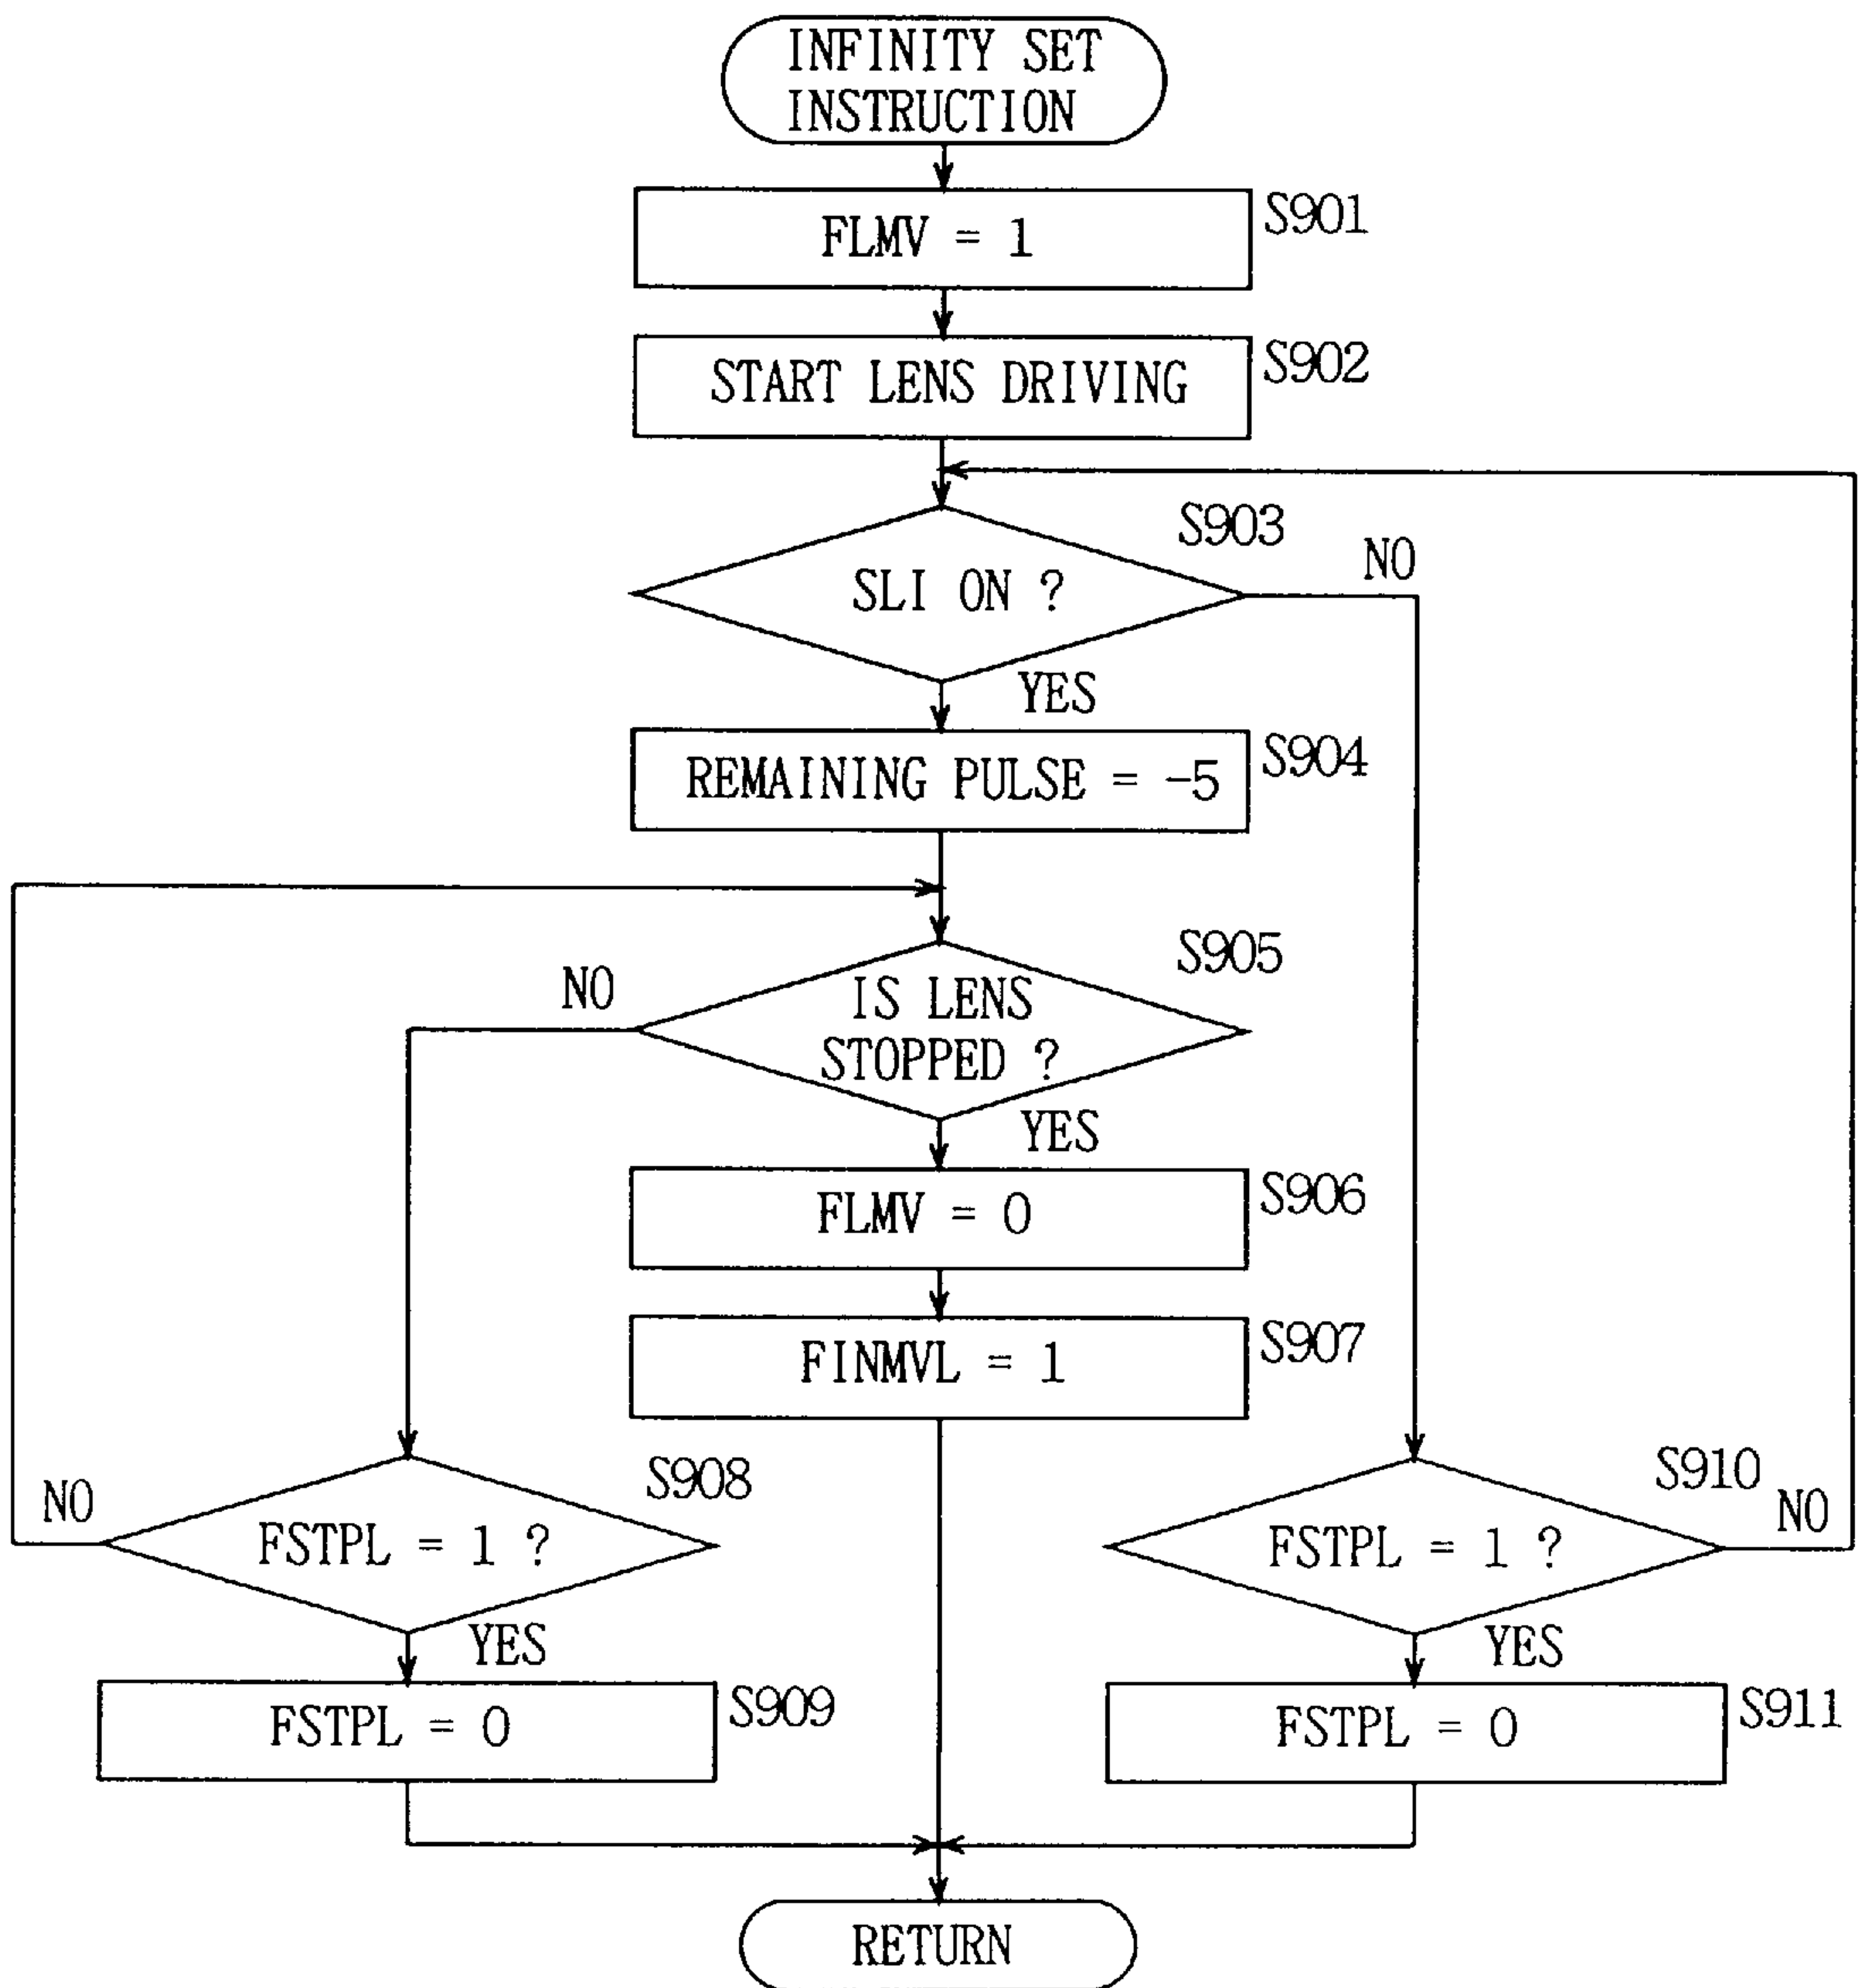 INFINITY SET
INSTRUCTION
FLMV = 1
S901
START LENS DRIVING
S902
S903
SLI ON ?
NO
YES
REMAINING PULSE = -5
S904
S905
NO
IS LENS
STOPPED ?
YES
FLMV = 0
S906
FINMVL = 1
S907
S908
NO
FSTPL = 1 ?
YES
FSTPL = 0
S909
S910
FSTPL = 1 ?
NO
YES
FSTPL = 0
S911
RETURN